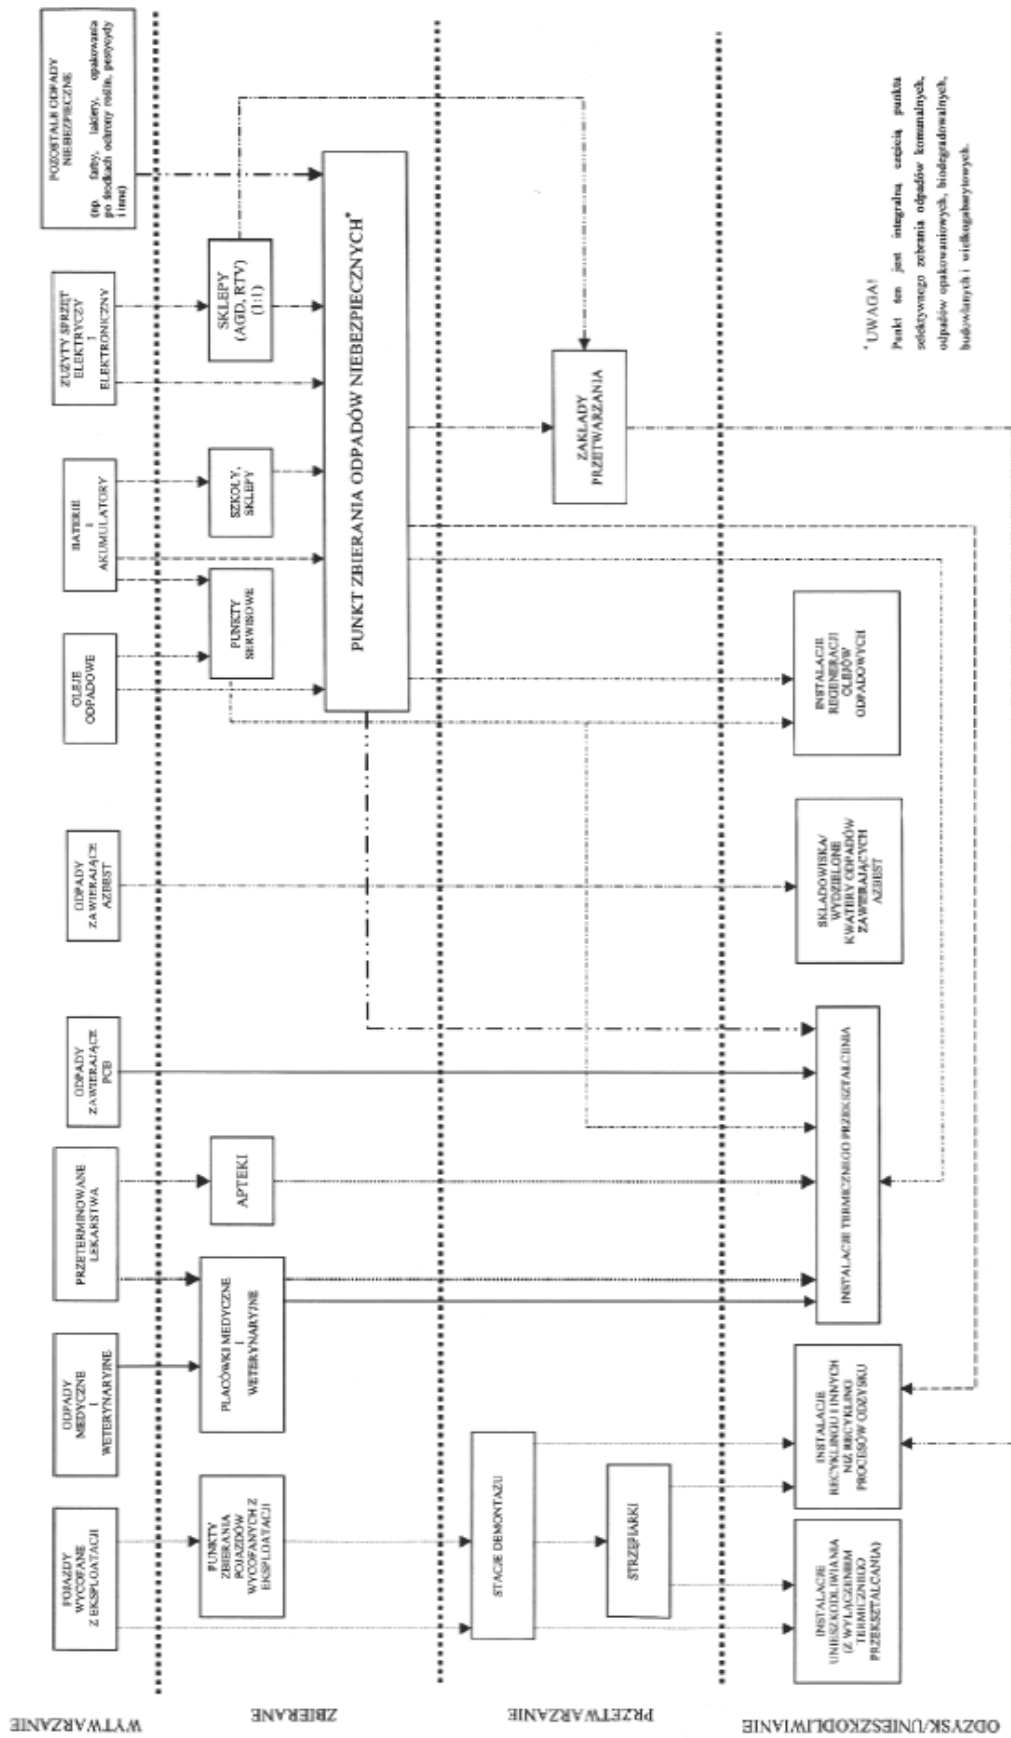 WYTWARZANIE
POJAZDY
WYCOFANE
Z EKSPLOATACJI
ODPADY
MEDYCZNE
I
WETERYNARYJNE
PRZETERMINOWANE
LEKARSTWA
ODPADY
ZAWIERAJĄCE
PCB
ODPADY
ZAWIERAJĄCE
AZBEST
OLEJE
ODPADOWE
BATERIE
I
AKUMULATORY
ZUŻYTY SPRZĘT
ELEKTRYCZY
I
ELEKTRONICZNY
POZOSTAŁE ODPADY
NIEBEZPIECZNE
(np. farby, lakiery, opakowania
po środkach ochrony roślin, pestycydy
i inne)
ZBIERANE
PUNKTY
ZBIERANIA
POJAZDÓW
WYCOFANYCH Z
EKSPLOATACJI
PLACÓWKI MEDYCZNE
I
WETERYNARYJNE
APTEKI
PUNKTY
SERWISOWE
SZKOŁY,
SKLEPY
SKLEPY
(AGD, RTV)
(1:1)
PUNKT ZBIERANIA ODPADÓW NIEBEZPIECZNYCH*
PRZETWARZANIE
STACJE DEMONTAŻU
STRZĘPIARKI
ZAKŁADY
PRZETWARZANIA
ODZYSK/UNIESZKODLIWIANIE
INSTALACJE
UNIESZKODLIWIANIA
(Z WYŁĄCZENIEM
TERMICZNEGO
PRZEKSZTAŁCANIA)
INSTALACJE
RECYKLINGU I INNYCH
NIŻ RECYKLING
PROCESÓW ODZYSKU
INSTALACJE TERMICZNEGO PRZEKSZTAŁCENIA
SKŁADOWISKA/
WYDZIELONE
KWATERY ODPADÓW
ZAWIERAJĄCYCH
AZBEST
INSTALACJE
REGENERACJI
OLEJÓW
ODPADOWYCH
* UWAGA!
Punkt ten jest integralną częścią punktu
selektywnego zebrania odpadów komunalnych,
odpadów opakowaniowych, biodegradowalnych,
budowlanych i wielkogabarytowych.